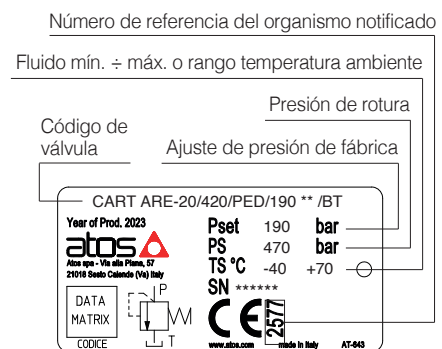 Número de referencia del organismo notificado
Fluido mín. ÷ máx. o rango temperatura ambiente
Presión de rotura
Código de
válvula
Ajuste de presión de fábrica
CART ARE-20/420/PED/190 ** /BT
Year of Prod. 2023
atos
Atos spa - Via alla Piana, 57
21018 Sesto Calende (Va) Italy
Pset 190 bar
PS 470 bar
TS °C -40 +70
SN ******
DATA
MATRIX
CODICE
P
T
CE
2577
www.atos.com
made in Italy
AT-643